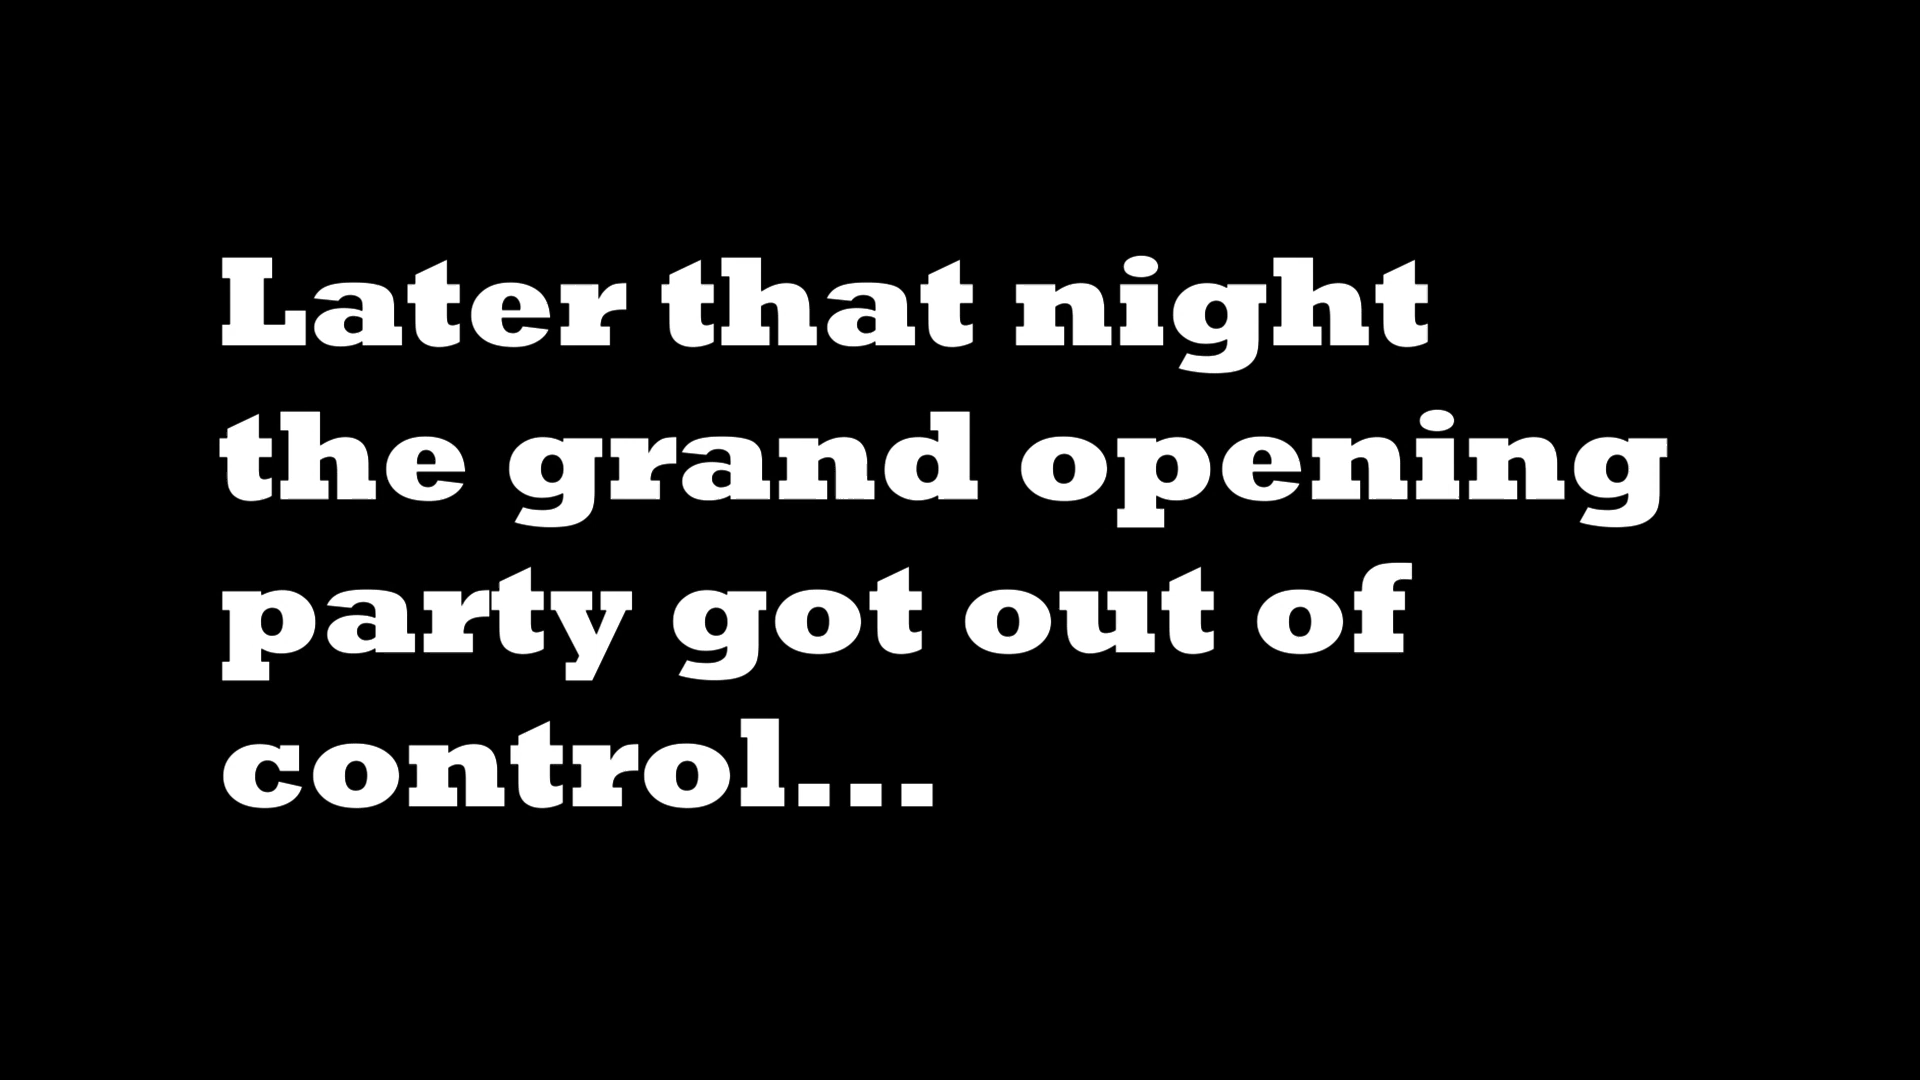 Later that night
the grand opening
party got out of
control...